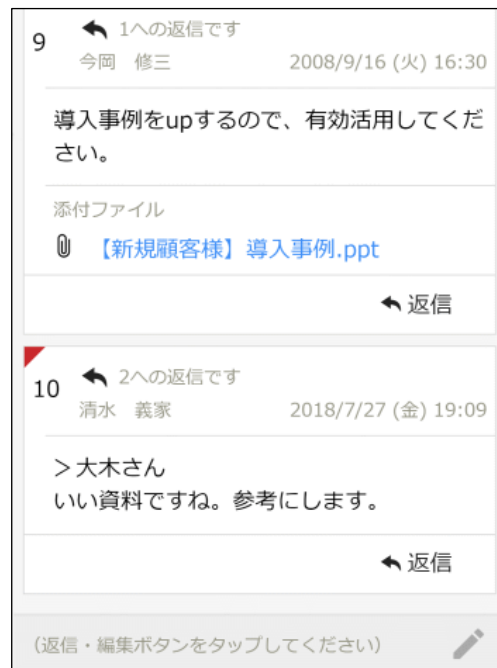 9
1への返信です
今岡 修三 2008/9/16 (火) 16:30
導入事例をupするので、有効活用してくだ
さい。
添付ファイル
【新規顧客様】導入事例.ppt
返信
10
2への返信です
清水 義家 2018/7/27 (金) 19:09
＞大木さん
いい資料ですね。参考にします。
返信
（返信・編集ボタンをタップしてください）